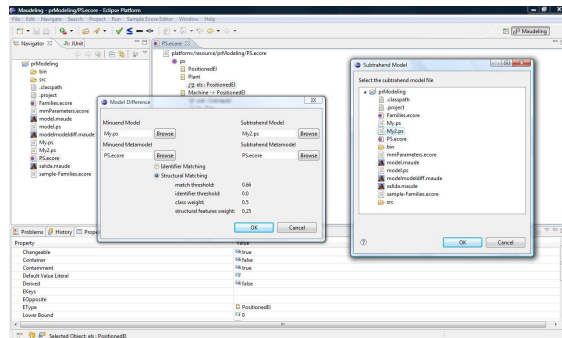 Maudeling - prModeling/PS.ecore - Eclipse Platform
File Edit Navigate Search Project Run Sample Ecore Editor Window Help
Maudeling
Navigator
JUnit
prModeling
bin
src
.classpath
.project
Families.ecore
mmParemeters.ecore
model.maude
model.ps
modelmodeldiff.maude
My.ps
My2.ps
PS.ecore
salida.maude
sample-Families.ecore
PS.ecore
platform:/resource/prModeling/PS.ecore
ps
PositionedEl
Plant
els : PositionedEl
Machine -> PositionedEl
Model Difference
Minuend Model
Subtrahend Model
My.ps
Browse
My2.ps
Browse
Minuend Metamodel
Subtrahend Metamodel
PS.ecore
Browse
PS.ecore
Browse
Identifier Matching
Structural Matching
match threshold: 0.66
identifier threshold: 0.0
class weight: 0.5
structural features weight: 0.25
OK
Cancel
Subtrahend Model
Select the subtrahend model file
prModeling
.classpath
.project
Families.ecore
My.ps
My2.ps
PS.ecore
bin
mmParemeters.ecore
model.maude
model.ps
modelmodeldiff.maude
salida.maude
sample-Families.ecore
src
OK
Cancel
Problems
History
Prope
Property
Value
Changeable
true
Container
false
Containment
true
Default Value Literal
Derived
false
EKeys
EOpposite
EType
PositionedEl
Lower Bound
0
Selected Object: els : PositionedEl